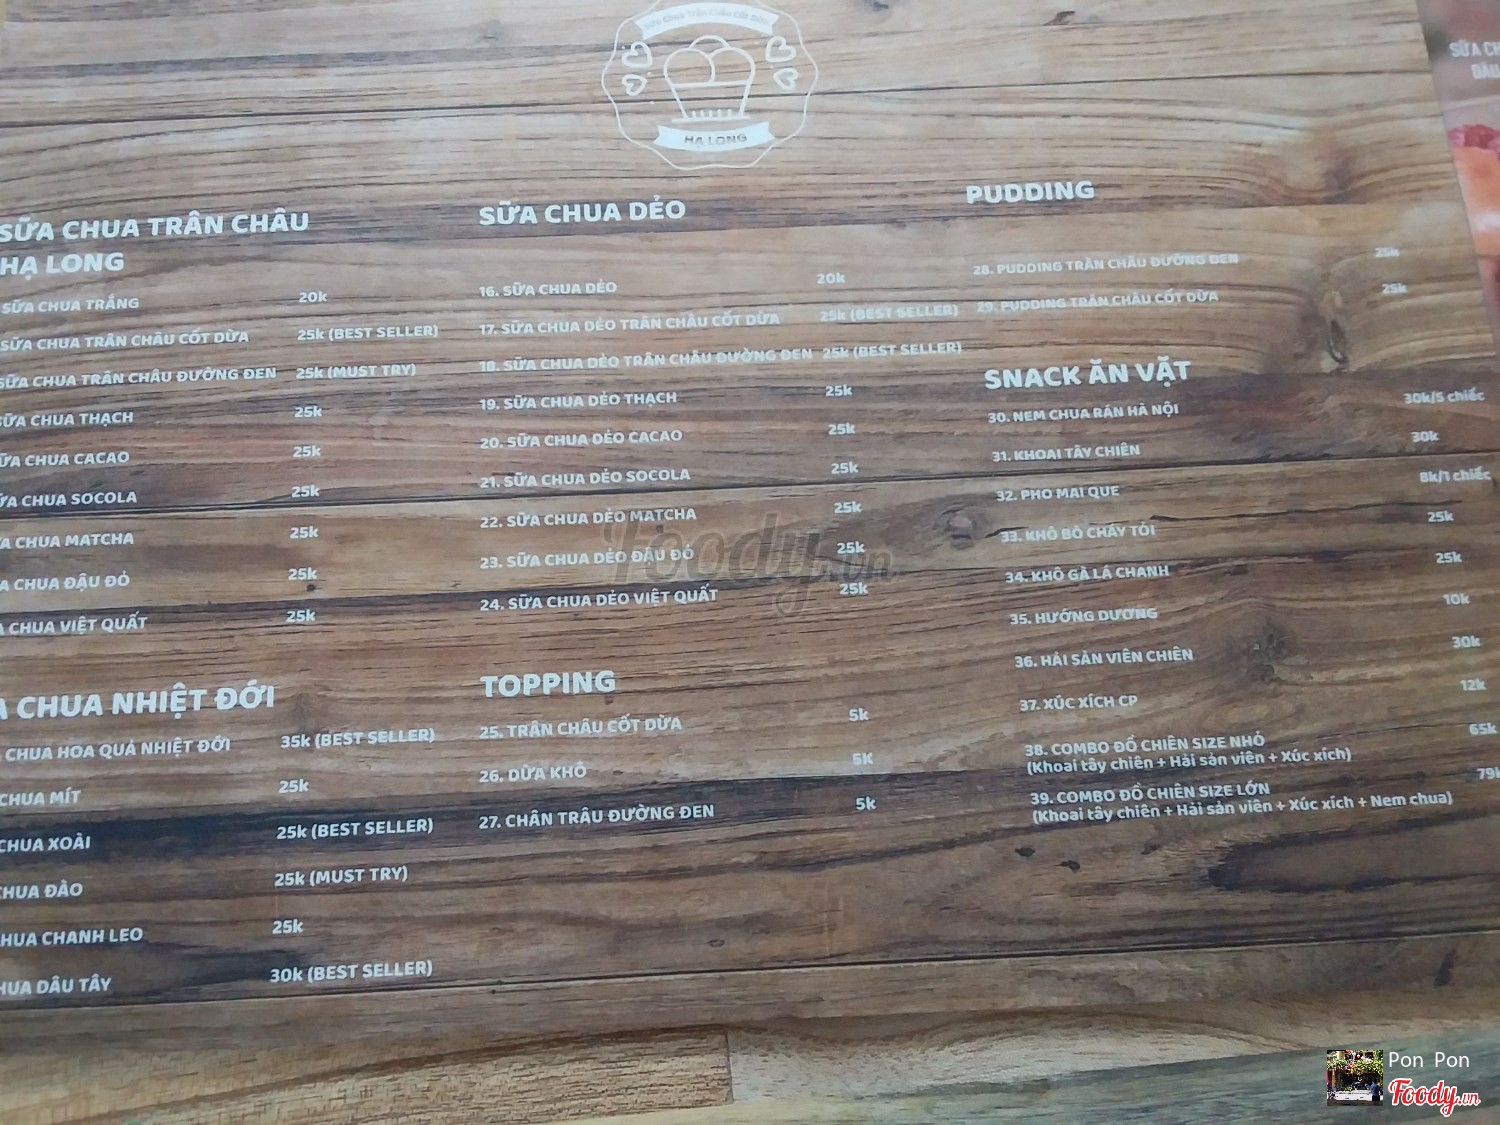 Sữa Chua Trân Châu Cốt Dừa
HẠ LONG
SỮA CHUA TRÂN CHÂU
HẠ LONG
SỮA CHUA TRẮNG 20k
SỮA CHUA TRÂN CHÂU CỐT DỪA 25k (BEST SELLER)
SỮA CHUA TRÂN CHÂU ĐƯỜNG ĐEN 25k (MUST TRY)
SỮA CHUA THẠCH 25k
ỮA CHUA CACAO 25k
ỮA CHUA SOCOLA 25k
A CHUA MATCHA 25k
A CHUA ĐẬU ĐỎ 25k
CHUA VIỆT QUẤT 25k
A CHUA NHIỆT ĐỚI
CHUA HOA QUẢ NHIỆT ĐỚI 35k (BEST SELLER)
CHUA MÍT 25k
CHUA XOÀI 25k (BEST SELLER)
CHUA ĐÀO 25k (MUST TRY)
HUA CHANH LEO 25k
HUA DÂU TÂY 30k (BEST SELLER)
SỮA CHUA DẺO
16. SỮA CHUA DẺO 20k
17. SỮA CHUA DẺO TRÂN CHÂU CỐT DỪA 25k (BEST SELLER)
18. SỮA CHUA DẺO TRÂN CHÂU ĐƯỜNG ĐEN 25k (BEST SELLER)
19. SỮA CHUA DẺO THẠCH 25k
20. SỮA CHUA DẺO CACAO 25k
21. SỮA CHUA DẺO SOCOLA 25k
22. SỮA CHUA DẺO MATCHA 25k
23. SỮA CHUA DẺO ĐẬU ĐỎ 25k
24. SỮA CHUA DẺO VIỆT QUẤT 25k
TOPPING
25. TRÂN CHÂU CỐT DỪA 5k
26. DỪA KHÔ 5K
27. CHÂN TRÂU ĐƯỜNG ĐEN 5k
PUDDING
28. PUDDING TRÂN CHÂU ĐƯỜNG ĐEN 25k
29. PUDDING TRÂN CHÂU CỐT DỪA 25k
SNACK ĂN VẶT
30. NEM CHUA RÁN HÀ NỘI 30k/5 chiếc
31. KHOAI TÂY CHIÊN 30k
32. PHO MAI QUE 8k/1 chiếc
33. KHÔ BÒ CHÁY TỎI 25k
34. KHÔ GÀ LÁ CHANH 25k
35. HƯỚNG DƯƠNG 10k
36. HẢI SẢN VIÊN CHIÊN 30k
37. XÚC XÍCH CP 12k
38. COMBO ĐỒ CHIÊN SIZE NHỎ 65k
(Khoai tây chiên + Hải sản viên + Xúc xích)
39. COMBO ĐỒ CHIÊN SIZE LỚN 79k
(Khoai tây chiên + Hải sản viên + Xúc xích + Nem chua)
SỮA CH
DÂU
Foody.vn
Pon Pon
Foody.vn